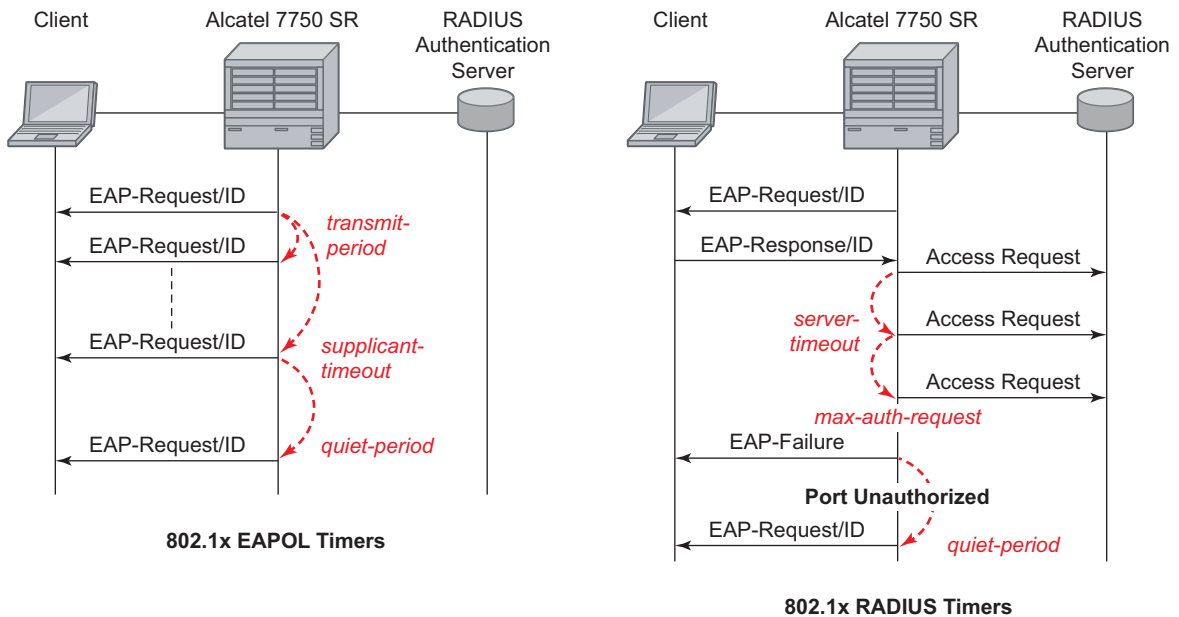 Client
Alcatel 7750 SR
RADIUS
Authentication
Server
EAP-Request/ID
transmit-
period
EAP-Request/ID
EAP-Request/ID
supplicant-
timeout
EAP-Request/ID
quiet-period
802.1x EAPOL Timers
Client
Alcatel 7750 SR
RADIUS
Authentication
Server
EAP-Request/ID
EAP-Response/ID
Access Request
server-
timeout
Access Request
Access Request
max-auth-request
EAP-Failure
Port Unauthorized
EAP-Request/ID
quiet-period
802.1x RADIUS Timers